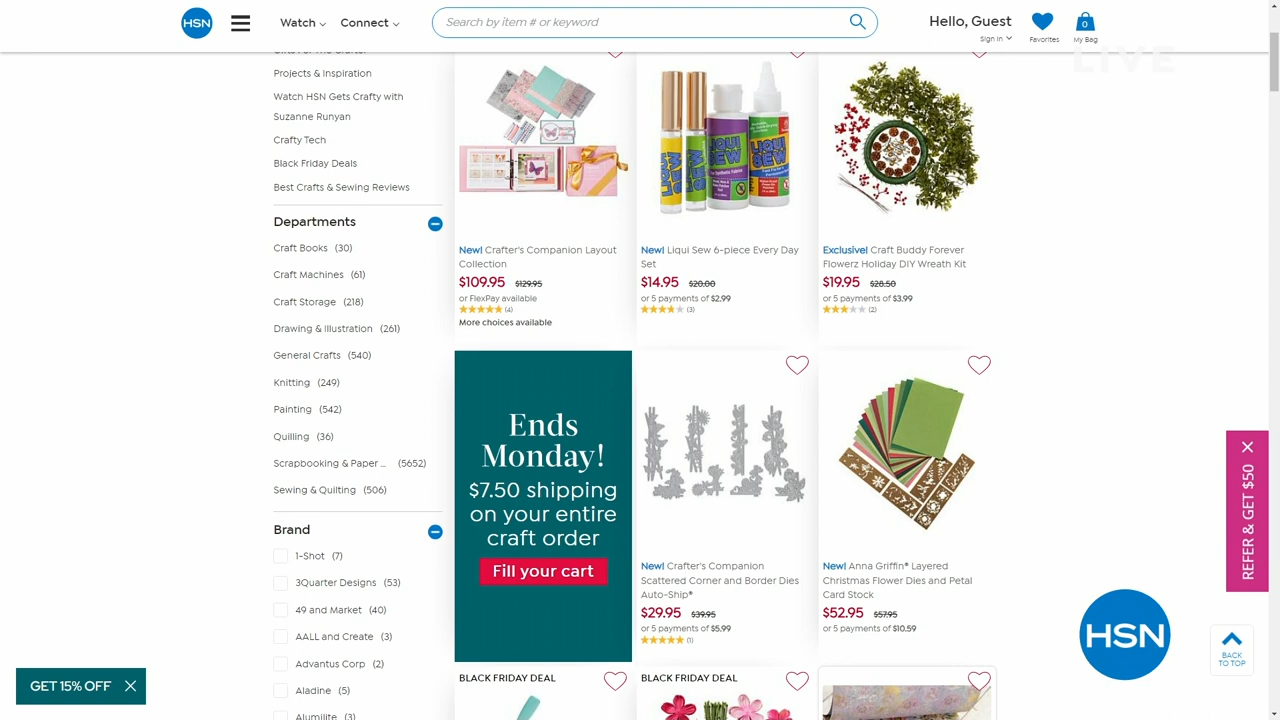 HSN
Watch
Connect
Search by item # or keyword
Hello, Guest
Sign In
Favorites
0
My Bag
LIVE
Projects & Inspiration
Watch HSN Gets Crafty with
Suzanne Runyan
Crafty Tech
Black Friday Deals
Best Crafts & Sewing Reviews
Departments
Craft Books (30)
Craft Machines (61)
Craft Storage (218)
Drawing & Illustration (261)
General Crafts (540)
Knitting (249)
Painting (542)
Quilling (36)
Scrapbooking & Paper ... (5652)
Sewing & Quilting (506)
Brand
1-Shot (7)
3Quarter Designs (53)
49 and Market (40)
AALL and Create (3)
Advantus Corp (2)
Aladine (5)
Alumilite (3)
New! Crafter's Companion Layout
Collection
$109.95 $129.95
or FlexPay available
(4)
More choices available
LIQUI SEW
LIQUI SEW
New! Liqui Sew 6-piece Every Day
Set
$14.95 $20.00
or 5 payments of $2.99
(3)
Exclusive! Craft Buddy Forever
Flowerz Holiday DIY Wreath Kit
$19.95 $28.50
or 5 payments of $3.99
(2)
Ends
Monday!
$7.50 shipping
on your entire
craft order
Fill your cart
New! Crafter's Companion
Scattered Corner and Border Dies
Auto-Ship®
$29.95 $39.95
or 5 payments of $5.99
(1)
New! Anna Griffin® Layered
Christmas Flower Dies and Petal
Card Stock
$52.95 $57.95
or 5 payments of $10.59
BLACK FRIDAY DEAL
BLACK FRIDAY DEAL
REFER & GET $50
HSN
BACK
TO TOP
GET 15% OFF